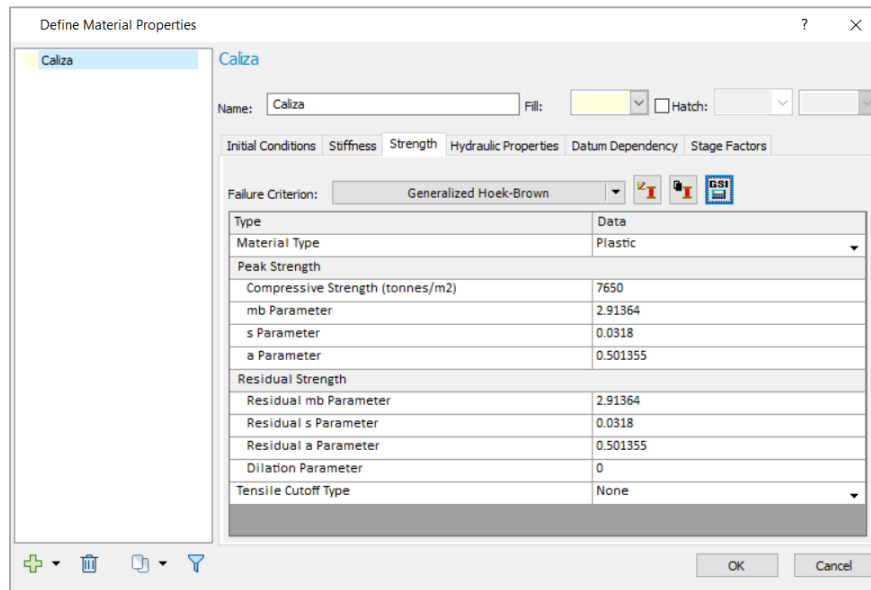 Define Material Properties ? ×
Caliza
Caliza
Name: Caliza Fill: Hatch:
Initial Conditions Stiffness Strength Hydraulic Properties Datum Dependency Stage Factors
Failure Criterion: Generalized Hoek-Brown GSI
Type Data
Material Type Plastic
Peak Strength
Compressive Strength (tonnes/m2) 7650
mb Parameter 2.91364
s Parameter 0.0318
a Parameter 0.501355
Residual Strength
Residual mb Parameter 2.91364
Residual s Parameter 0.0318
Residual a Parameter 0.501355
Dilation Parameter 0
Tensile Cutoff Type None
OK Cancel